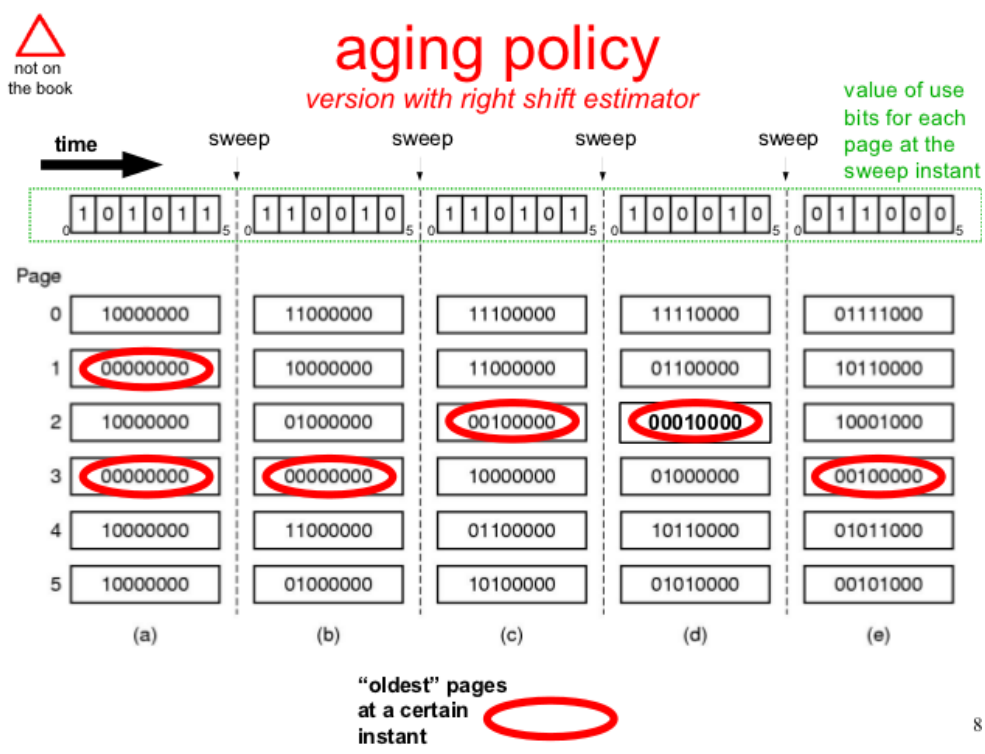 aging policy
version with right shift estimator
not on
the book
value of use
bits for each
page at the
sweep instant
time
sweep sweep sweep sweep
1 0 1 0 1 1 1 1 0 0 1 0 1 1 0 1 0 1 1 0 0 0 1 0 0 1 1 0 0 0
0 5 0 5 0 5 0 5 0 5
Page
0 10000000 11000000 11100000 11110000 01111000
1 00000000 10000000 11000000 01100000 10110000
2 10000000 01000000 00100000 00010000 10001000
3 00000000 00000000 10000000 01000000 00100000
4 10000000 11000000 01100000 10110000 01011000
5 10000000 01000000 10100000 01010000 00101000
(a) (b) (c) (d) (e)
“oldest” pages
at a certain
instant
8